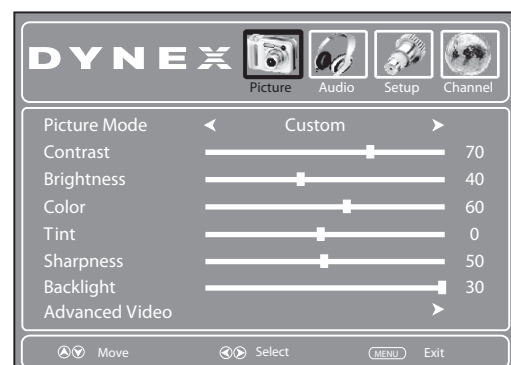 DYNEX
Picture Audio Setup Channel
Picture Mode Custom
Contrast 70
Brightness 40
Color 60
Tint 0
Sharpness 50
Backlight 30
Advanced Video
Move Select MENU Exit